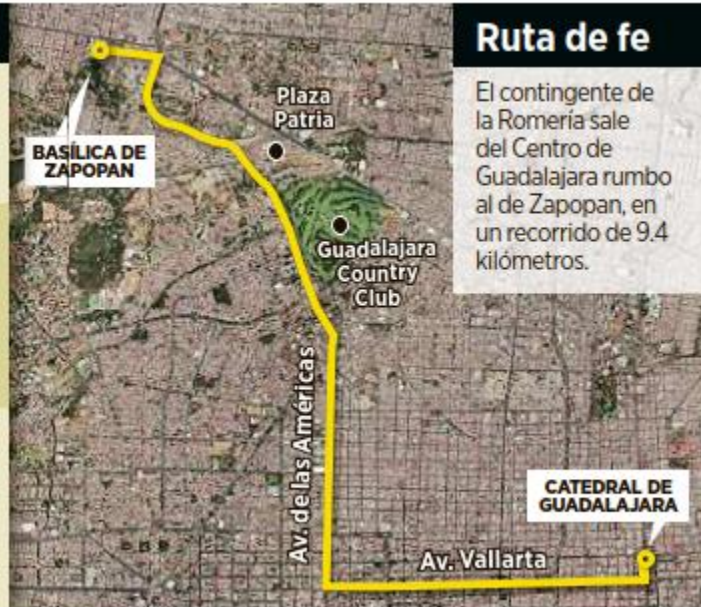 Ruta de fe
El contingente de
la Romería sale
del Centro de
Guadalajara rumbo
al de Zapopan, en
un recorrido de 9.4
kilómetros.
BASÍLICA DE
ZAPOPAN
Plaza
Patria
Guadalajara
Country
Club
Av. de las Américas
Av. Vallarta
CATEDRAL DE
GUADALAJARA